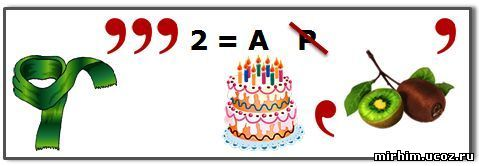 ,,, 2 = А Р ,
,
mirhim.ucoz.ru